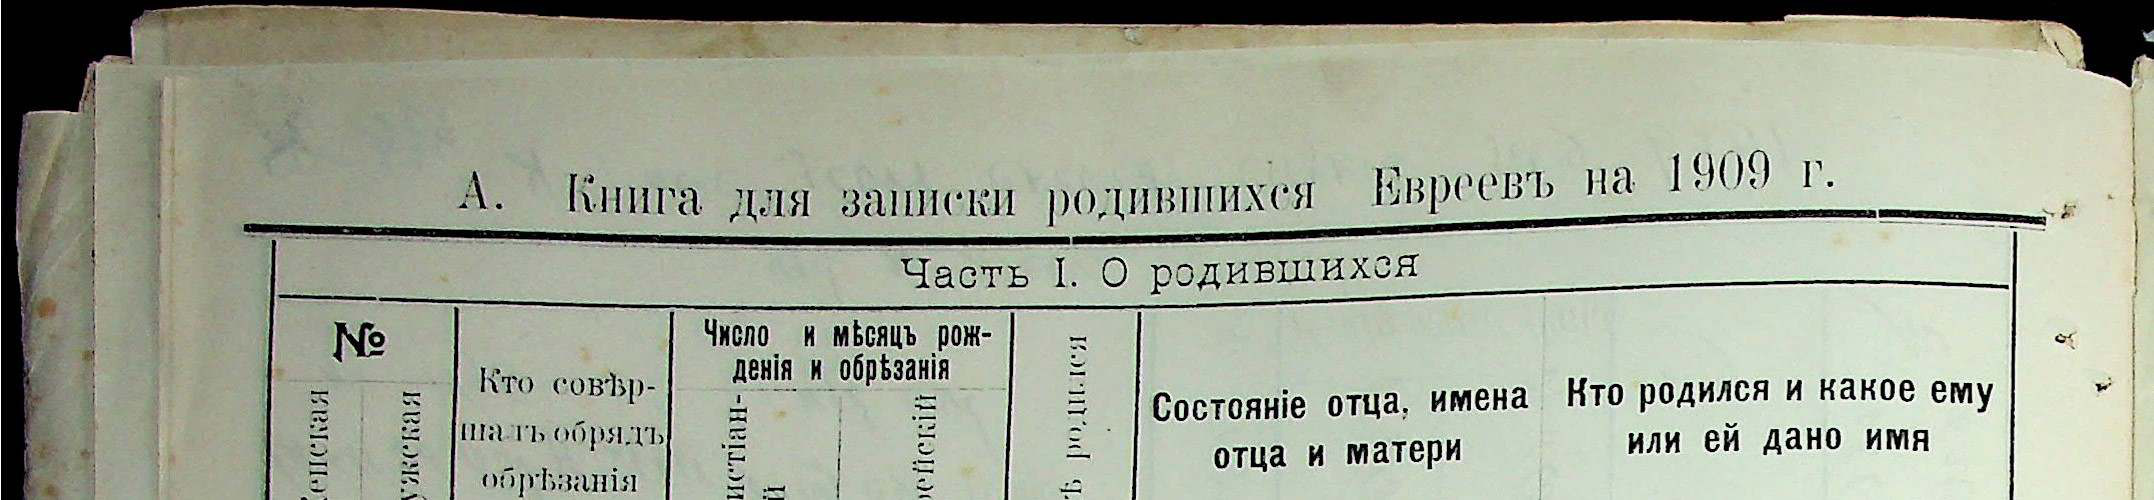 А. Книга для записки родившихся Евреевъ на 1909 г.
Часть I. О родившихся
№
Кто совѣр-
шалъ обрядъ
обрѣзанія
Число и мѣсяцъ рож-
денія и обрѣзанія
родился
Состояніе отца, имена
отца и матери
Кто родился и какое ему
или ей дано имя